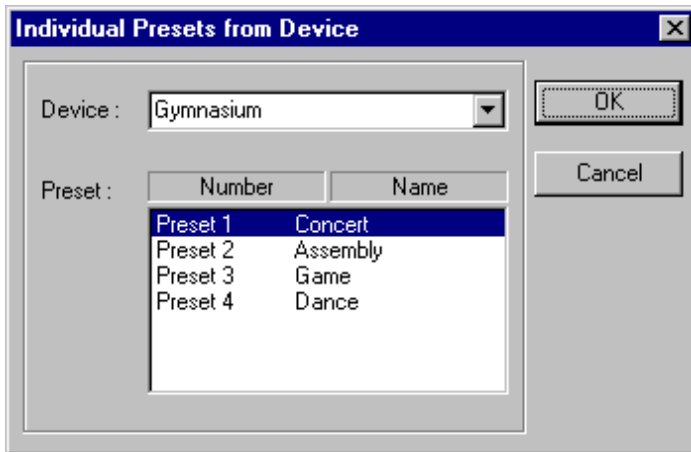 Individual Presets from Device
Device : Gymnasium
OK
Cancel
Preset : Number Name
Preset 1 Concert
Preset 2 Assembly
Preset 3 Game
Preset 4 Dance